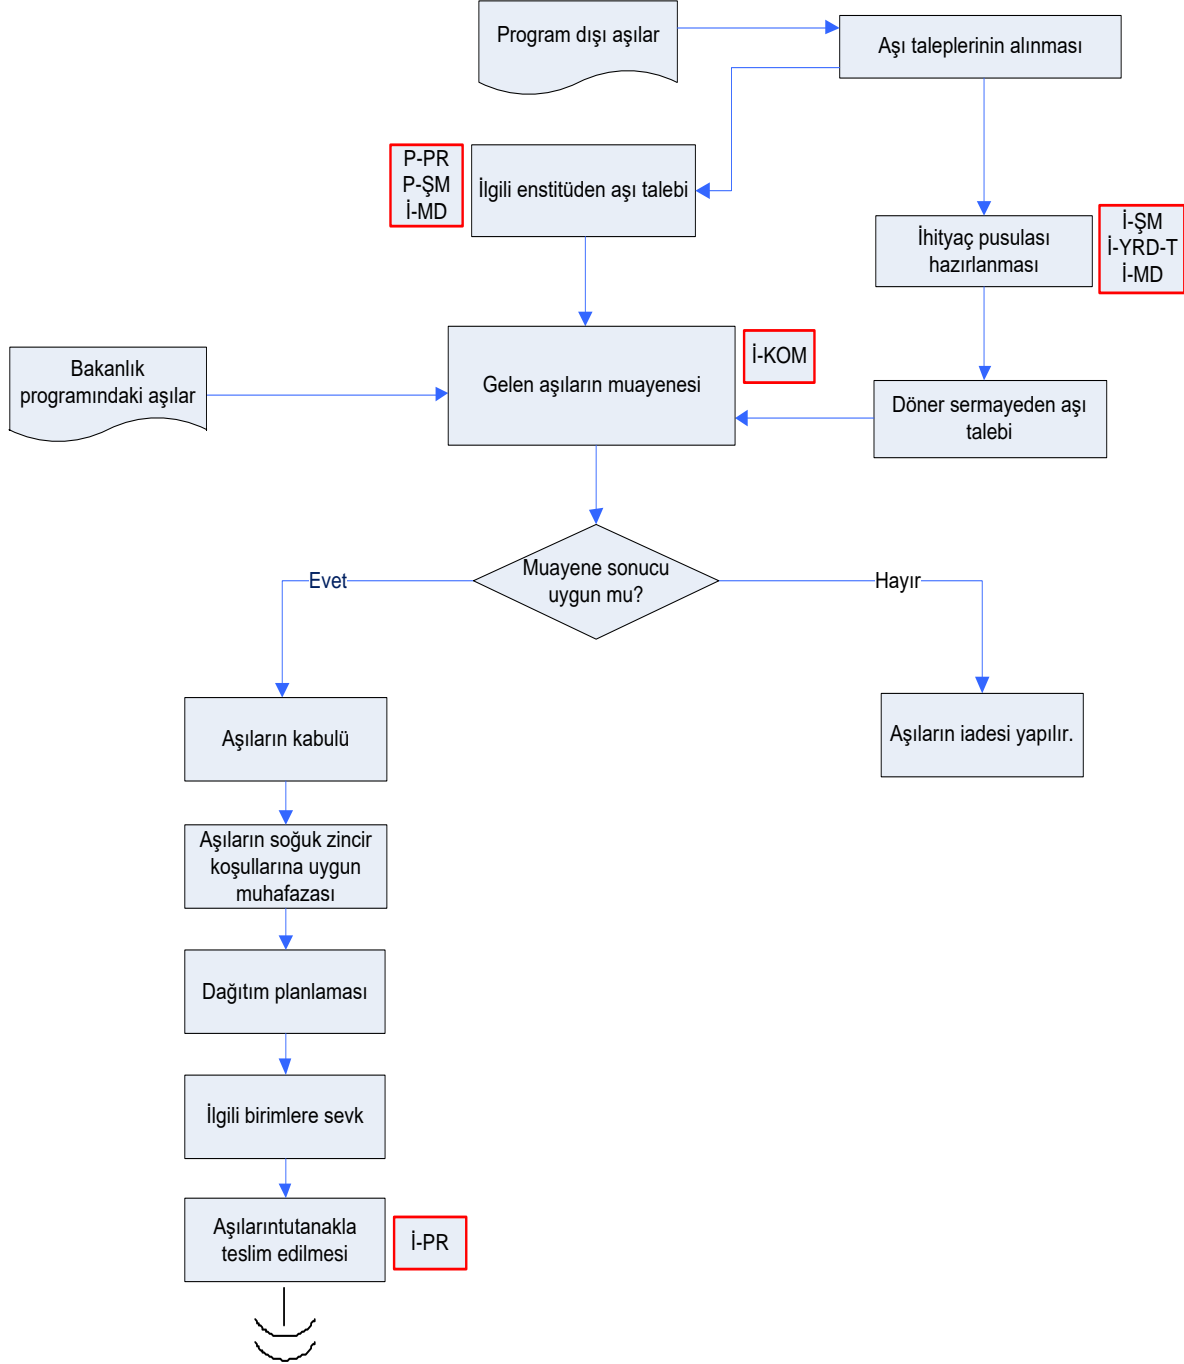 Program dışı aşılar
Aşı taleplerinin alınması
P-PR
P-ŞM
İ-MD
İlgili enstitüden aşı talebi
İhityaç pusulası
hazırlanması
İ-ŞM
İ-YRD-T
İ-MD
Bakanlık
programındaki aşılar
Gelen aşıların muayenesi
İ-KOM
Döner sermayeden aşı
talebi
Muayene sonucu
uygun mu?
Evet
Hayır
Aşıların kabulü
Aşıların iadesi yapılır.
Aşıların soğuk zincir
koşullarına uygun
muhafazası
Dağıtım planlaması
İlgili birimlere sevk
Aşılarıntutanakla
teslim edilmesi
İ-PR